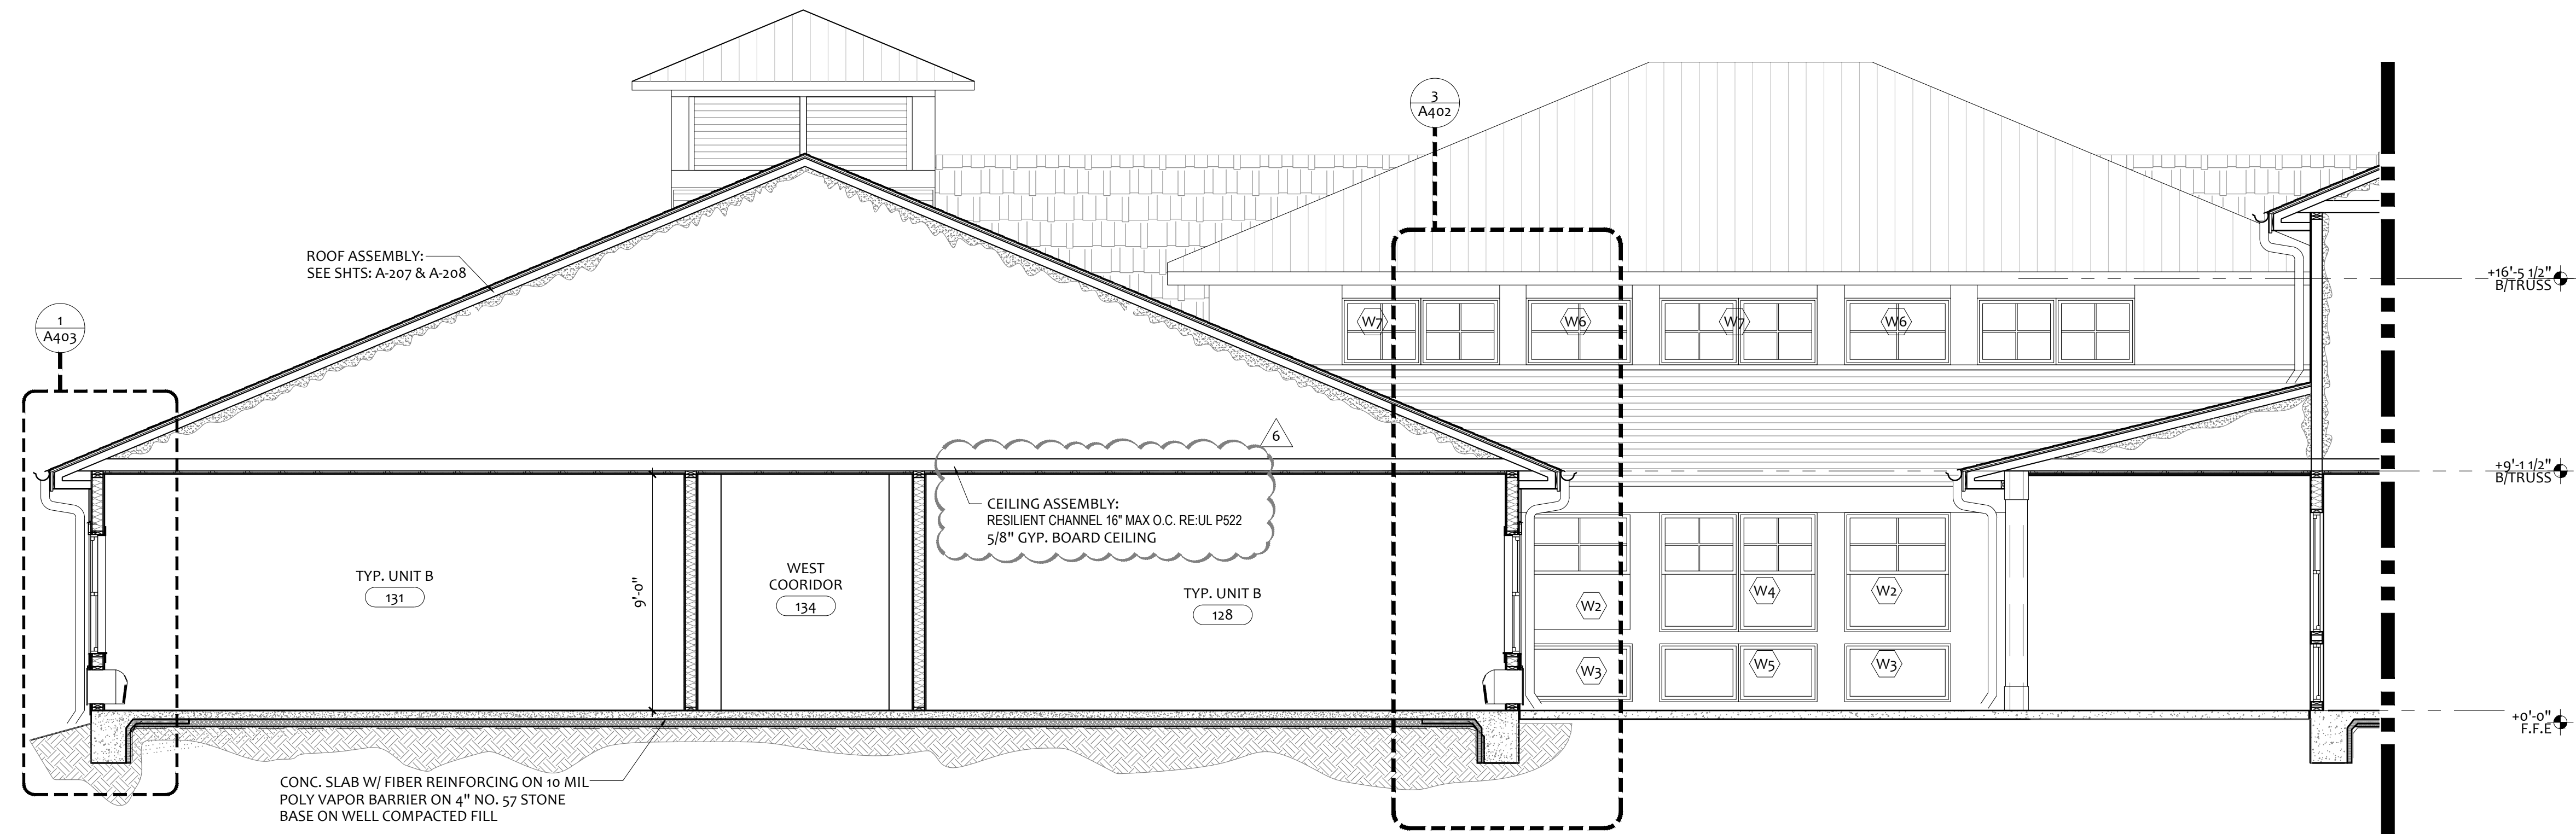 3
A402
ROOF ASSEMBLY:
SEE SHTS: A-207 & A-208
+16'-5 1/2"
B/TRUSS
1
A403
W7
W6
W7
W6
6
+9'-1 1/2"
B/TRUSS
CEILING ASSEMBLY:
RESILIENT CHANNEL 16" MAX O.C. RE:UL P522
5/8" GYP. BOARD CEILING
TYP. UNIT B
131
9'-0"
WEST
COORIDOR
134
TYP. UNIT B
128
W2
W4
W2
W3
W5
W3
+0'-0"
F.F.E
CONC. SLAB W/ FIBER REINFORCING ON 10 MIL
POLY VAPOR BARRIER ON 4" NO. 57 STONE
BASE ON WELL COMPACTED FILL